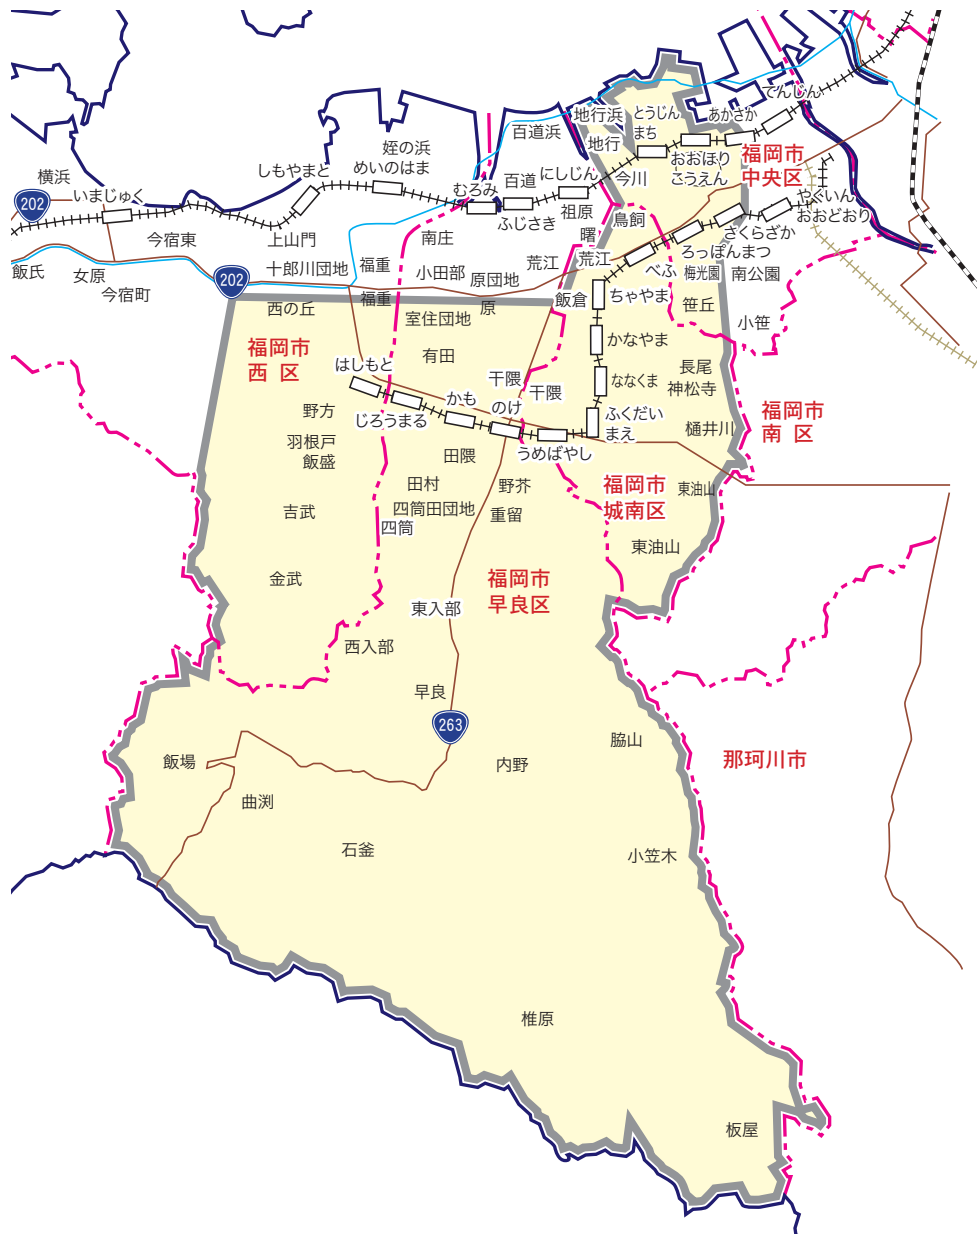 地行浜
とうじん
まち
あかさか
てんじん
百道浜
地行
姪の浜
めいのはま
おおほり
こうえん
福岡市
中央区
しもやまと
にしじん
今川
横浜
いまじゅく
202
むろみ
百道
祖原
ふじさき
やくいん
おおどおり
鳥飼
さくらざか
今宿東
上山門
南庄
曙
ろっぽんまつ
飯氏
女原
今宿町
202
十郎川団地
福重
小田部
原団地
荒江
荒江
べふ
梅光園
南公園
福重
原
飯倉
ちゃやま
笹丘
小笹
西の丘
室住団地
福岡市
西 区
はしもと
有田
かなやま
干隈
干隈
ななくま
長尾
神松寺
野方
じろうまる
かも
のけ
ふくだい
まえ
福岡市
南 区
樋井川
羽根戸
飯盛
田隈
うめばやし
田村
野芥
福岡市
城南区
東油山
吉武
四箇田団地
四箇
重留
東油山
金武
福岡市
早良区
東入部
西入部
早良
263
脇山
飯場
内野
那珂川市
曲渕
石釜
小笠木
椎原
板屋